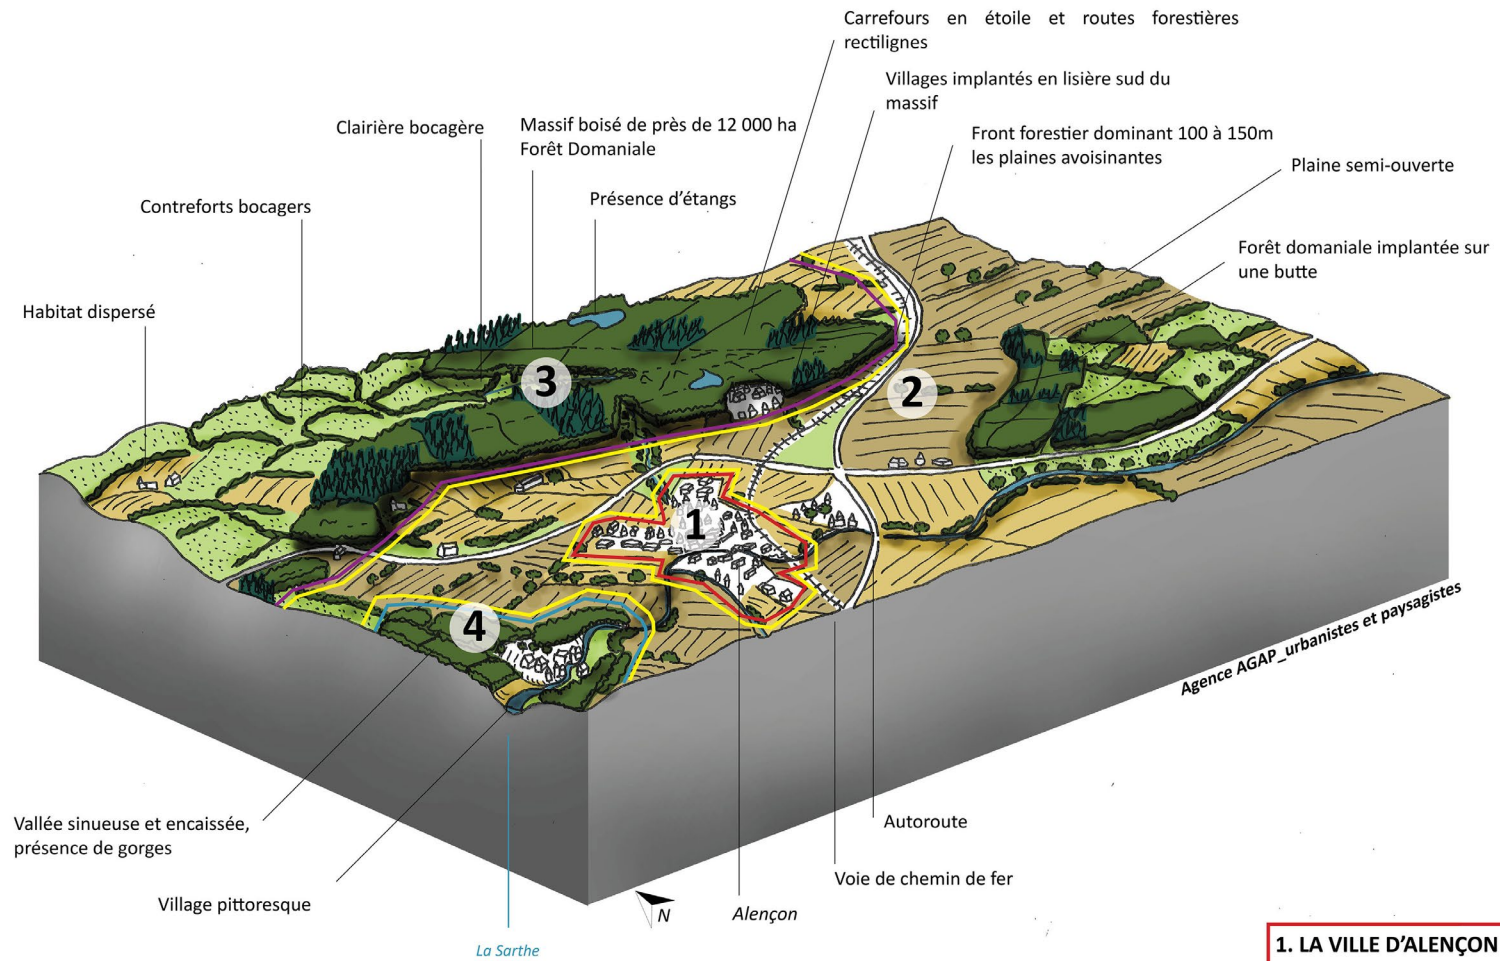 Carrefours en étoile et routes forestières
rectilignes
Villages implantés en lisière sud du
massif
Clairière bocagère
Massif boisé de près de 12 000 ha
Forêt Domaniale
Front forestier dominant 100 à 150m
les plaines avoisinantes
Plaine semi-ouverte
Contreforts bocagers
Présence d'étangs
Forêt domaniale implantée sur
une butte
Habitat dispersé
3
2
1
4
Agence AGAP_urbanistes et paysagistes
Vallée sinueuse et encaissée,
présence de gorges
Autoroute
Voie de chemin de fer
Village pittoresque
N
Alençon
La Sarthe
1. LA VILLE D'ALENÇON